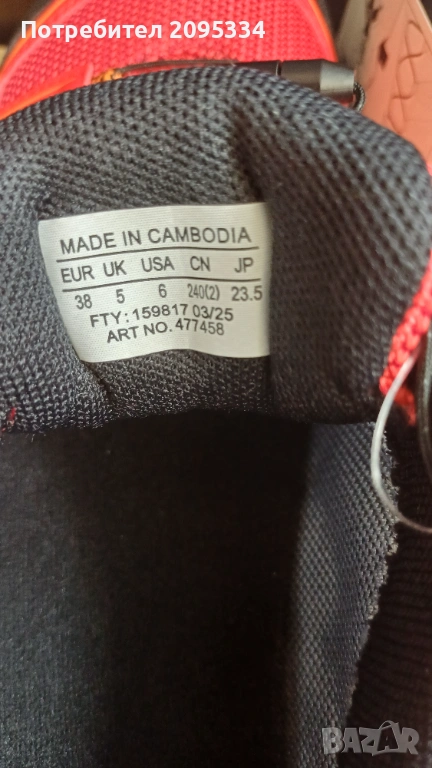 Потребител 2095334
MADE IN CAMBODIA
EUR UK USA CN JP
38 5 6 240(2) 23.5
FTY: 159817 03/25
ART NO. 477458
BAZAR